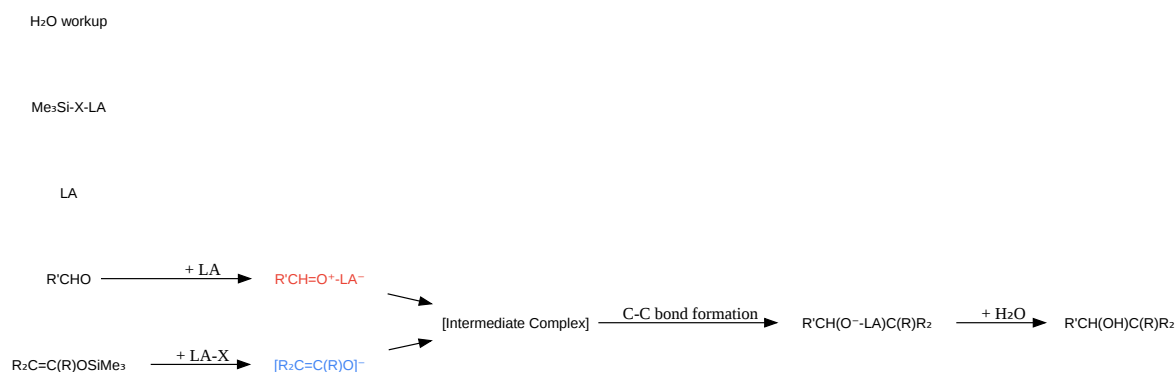 H₂O workup
Me₃Si-X-LA
LA
R'CHO
+ LA
R'CH=O⁺-LA⁻
[Intermediate Complex]
C-C bond formation
R'CH(O⁻-LA)C(R)R₂
+ H₂O
R'CH(OH)C(R)R₂
R₂C=C(R)OSiMe₃
+ LA-X
[R₂C=C(R)O]⁻